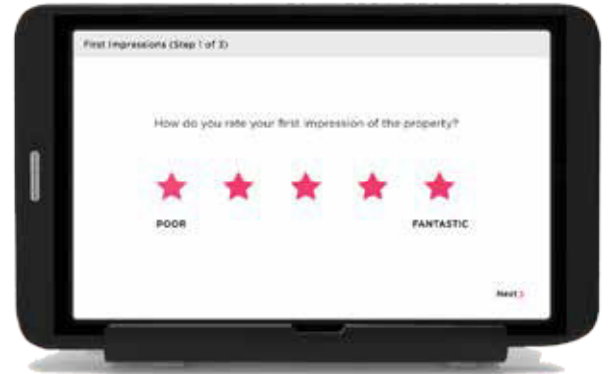 First Impressions (Step 1 of 3)
How do you rate your first impression of the property?
POOR FANTASTIC
Next >